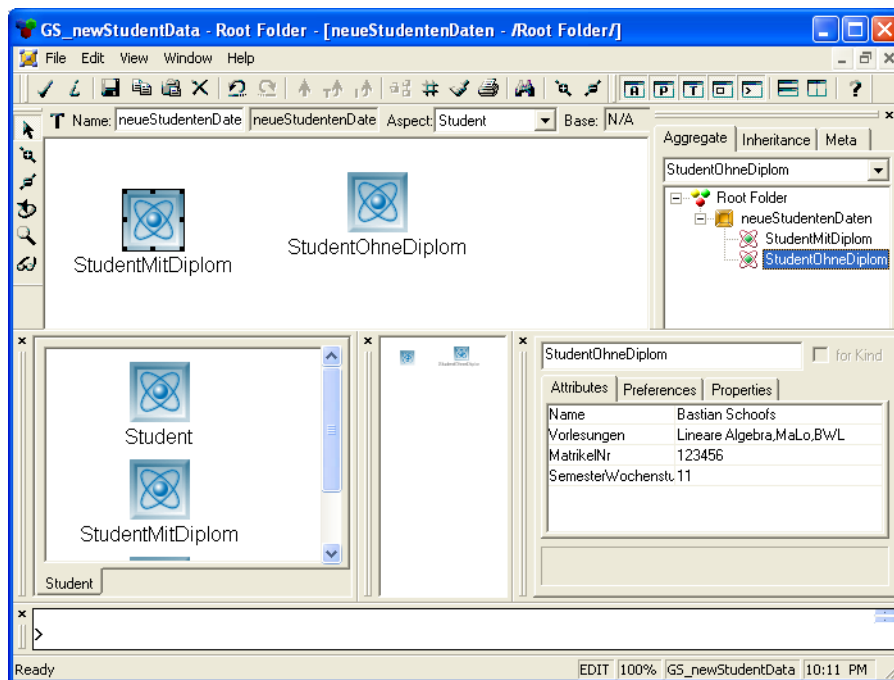 GS_newStudentData - Root Folder - [neueStudentenDaten - /Root Folder/]
File Edit View Window Help
A P T ?
T Name: neueStudentenDate neueStudentenDate Aspect: Student Base: N/A
Aggregate Inheritance Meta
StudentOhneDiplom
Root Folder
neueStudentenDaten
StudentMitDiplom
StudentOhneDiplom
StudentMitDiplom
StudentOhneDiplom
Student
StudentMitDiplom
Student
StudentOhneDiplom
StudentOhneDiplom for Kind
Attributes Preferences Properties
Name Bastian Schoofs
Vorlesungen Lineare Algebra,MaLo,BWL
MatrikelNr 123456
SemesterWochenstu 11
>
Ready EDIT 100% GS_newStudentData 10:11 PM